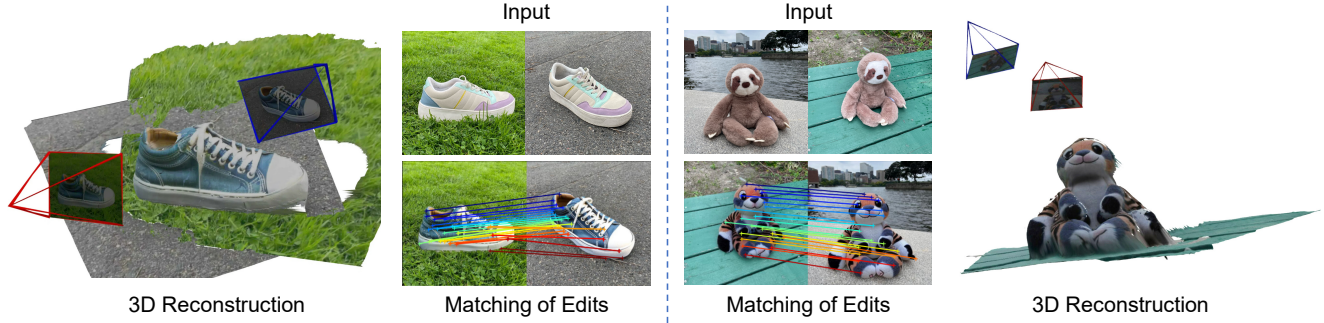 Input
Input
3D Reconstruction
Matching of Edits
Matching of Edits
3D Reconstruction